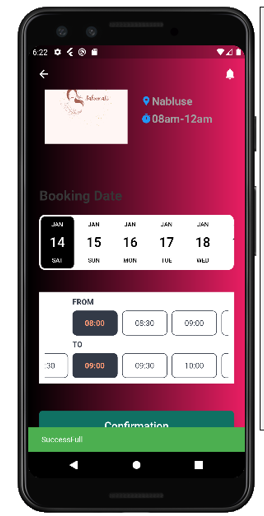 6:22
Nabluse
08am-12am
Booking Date
JAN JAN JAN JAN JAN
14 15 16 17 18
SAT SUN MON TUE WED
FROM
08:00 08:30 09:00
TO
:30 09:00 09:30 10:00
Confirmation
SuccessFull